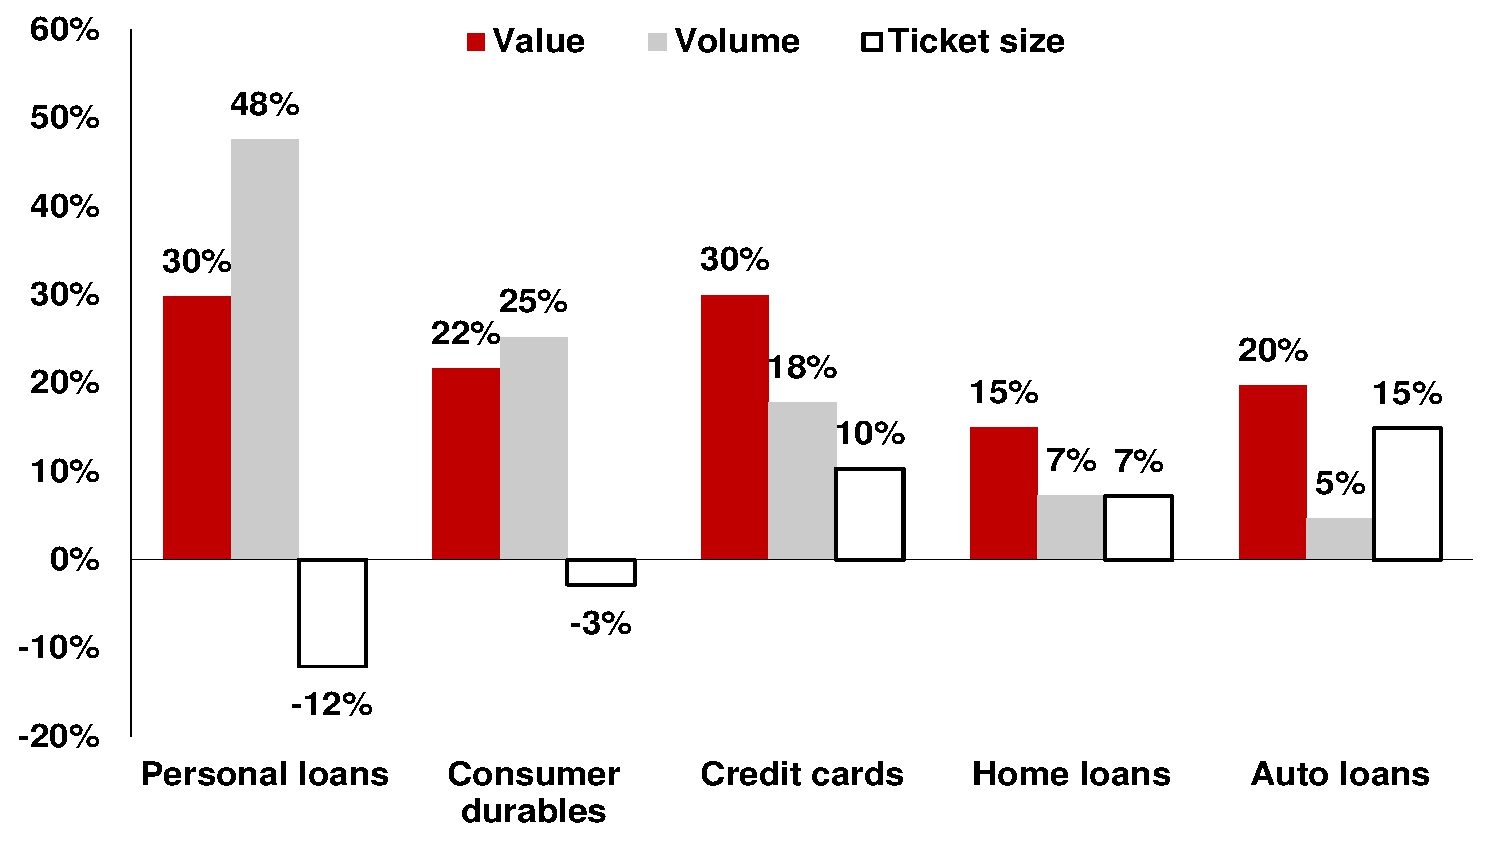 60%
50%
40%
30%
20%
10%
0%
-10%
-20%
Value Volume Ticket size
30% 48% -12%
22% 25% -3%
30% 18% 10%
15% 7% 7%
20% 5% 15%
Personal loans Consumer Credit cards Home loans Auto loans
durables